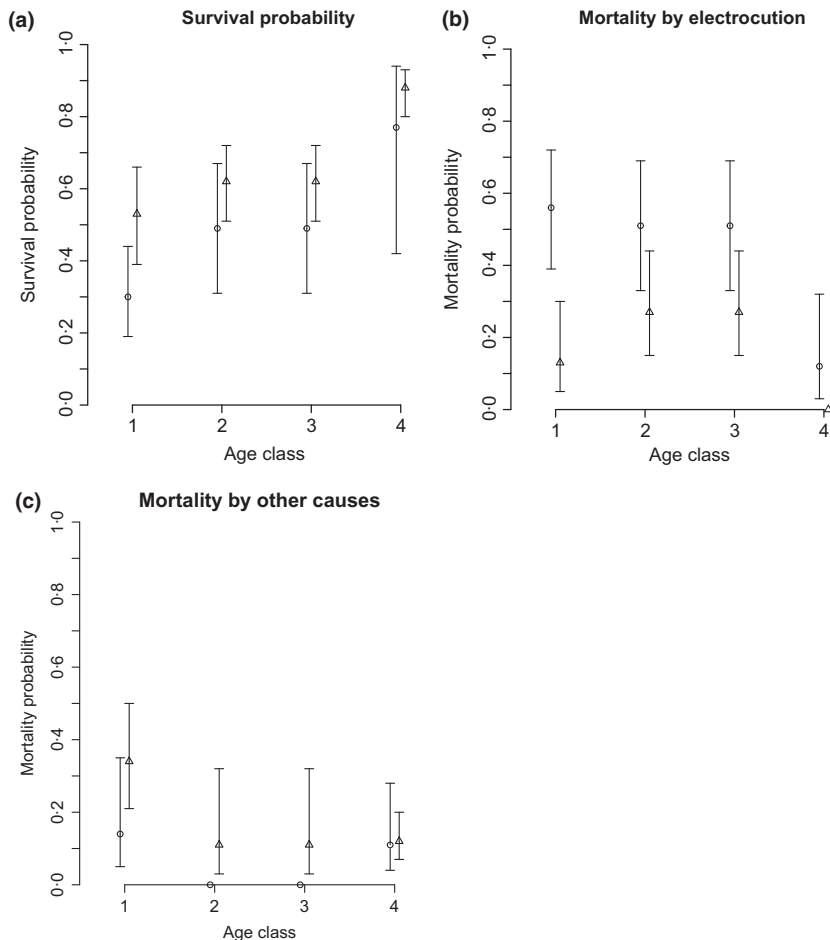 (a) Survival probability
Survival probability
0·0 0·2 0·4 0·6 0·8 1·0
1 2 3 4
Age class
(b) Mortality by electrocution
Mortality probability
0·0 0·2 0·4 0·6 0·8 1·0
1 2 3 4
Age class
(c) Mortality by other causes
Mortality probability
0·0 0·2 0·4 0·6 0·8 1·0
1 2 3 4
Age class